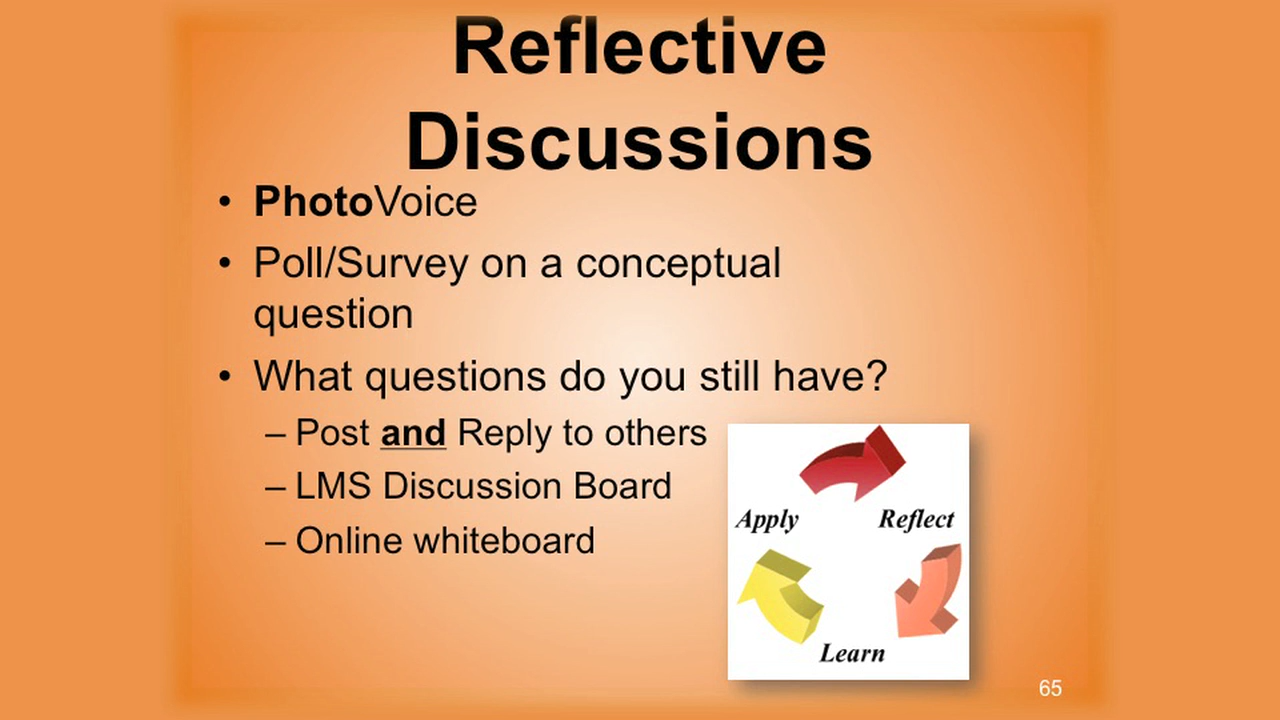 Reflective
Discussions
• PhotoVoice
• Poll/Survey on a conceptual
question
• What questions do you still have?
– Post and Reply to others
– LMS Discussion Board
– Online whiteboard
Apply
Reflect
Learn
65